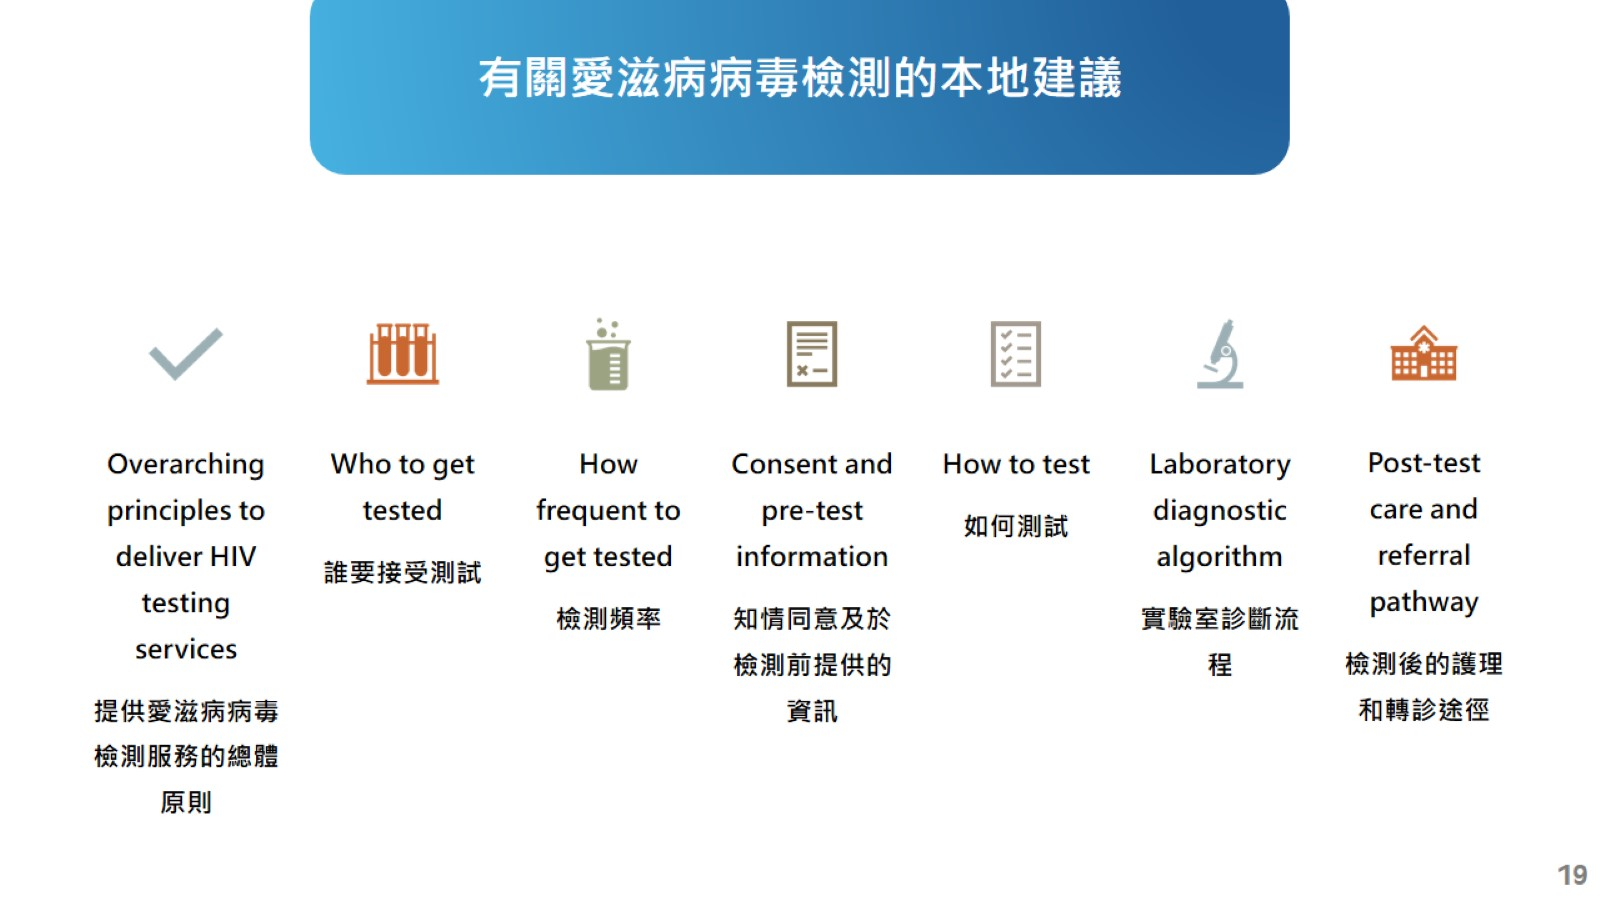 有關愛滋病病毒檢測的本地建議
Overarching
principles to
deliver HIV
testing
services
提供愛滋病病毒
檢測服務的總體
原則
Who to get
tested
誰要接受測試
How
frequent to
get tested
檢測頻率
Consent and
pre-test
information
知情同意及於
檢測前提供的
資訊
How to test
如何測試
Laboratory
diagnostic
algorithm
實驗室診斷流
程
Post-test
care and
referral
pathway
檢測後的護理
和轉診途徑
19